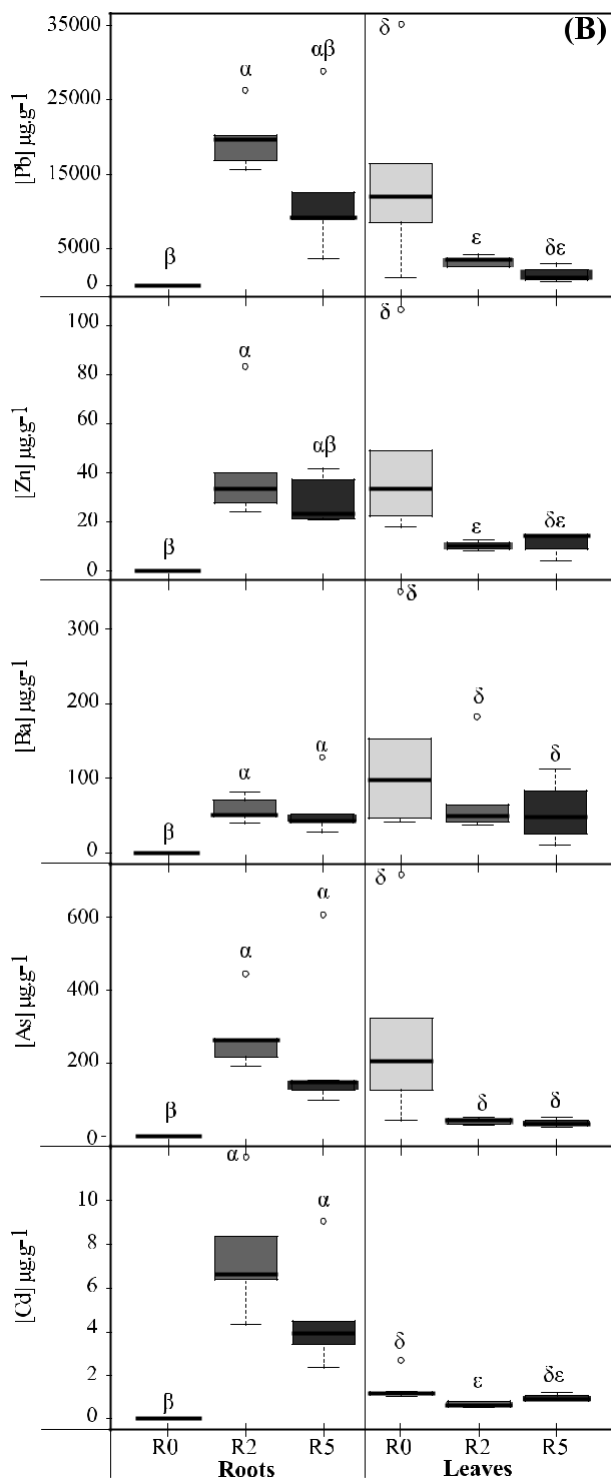 (B)
[Pb] µg.g-1
35000
25000
15000
5000
0
β
α
αβ
δ
ε
δε
[Zn] µg.g-1
100
80
60
40
20
0
β
α
αβ
δ
ε
δε
[Ba] µg.g-1
300
200
100
0
β
α
α
δ
δ
δ
[As] µg.g-1
600
400
200
0
β
α
α
δ
δ
δ
[Cd] µg.g-1
10
8
6
4
2
0
β
α
α
δ
ε
δε
R0 R2 R5 R0 R2 R5
Roots Leaves